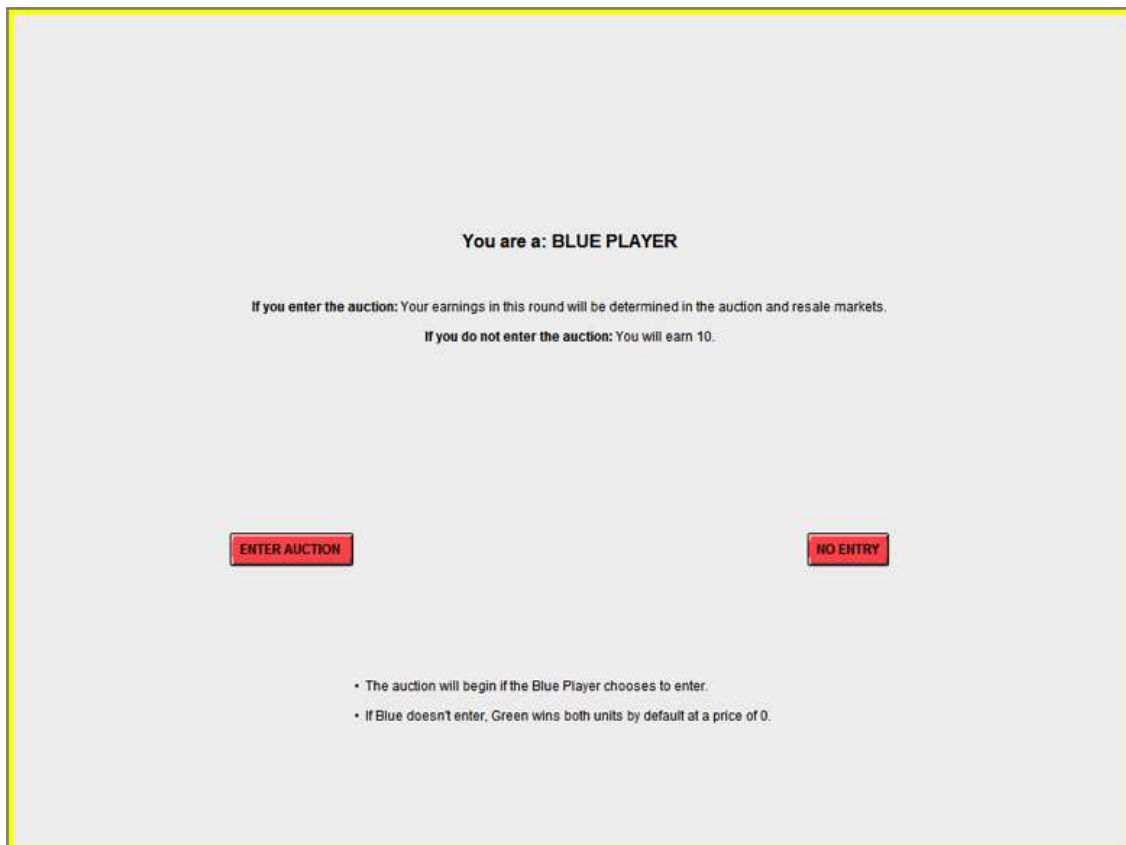 You are a: BLUE PLAYER
If you enter the auction: Your earnings in this round will be determined in the auction and resale markets.
If you do not enter the auction: You will earn 10.
ENTER AUCTION
NO ENTRY
• The auction will begin if the Blue Player chooses to enter.
• If Blue doesn't enter, Green wins both units by default at a price of 0.